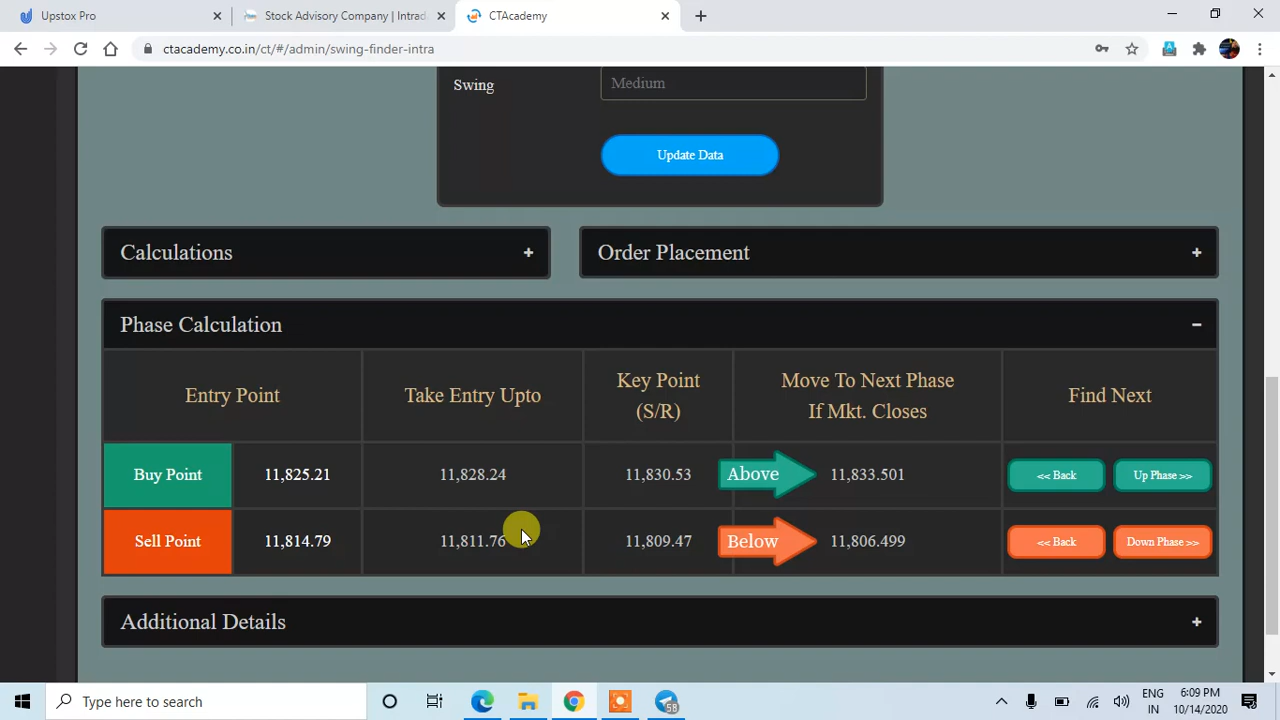 Upstox Pro
Stock Advisory Company | Intrad
CTAcademy
ctacademy.co.in/ct/#/admin/swing-finder-intra
Swing Medium
Update Data
Calculations +
Order Placement +
Phase Calculation −
Entry Point
Take Entry Upto
Key Point
(S/R)
Move To Next Phase
If Mkt. Closes
Find Next
Buy Point 11,825.21 11,828.24 11,830.53 Above 11,833.501 << Back Up Phase >>
Sell Point 11,814.79 11,811.76 11,809.47 Below 11,806.499 << Back Down Phase >>
Additional Details +
Type here to search
58
ENG
IN
6:09 PM
10/14/2020